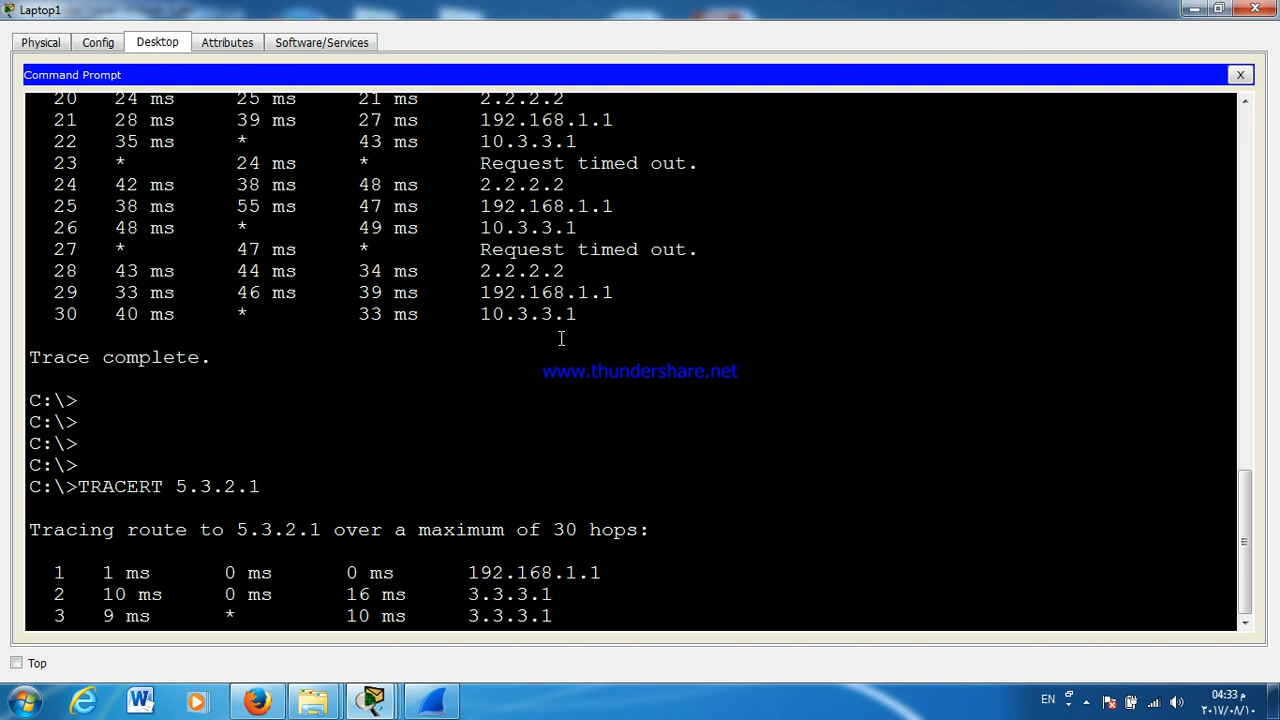 Laptop1
Physical Config Desktop Attributes Software/Services
Command Prompt X
20 24 ms 25 ms 21 ms 2.2.2.2
21 28 ms 39 ms 27 ms 192.168.1.1
22 35 ms * 43 ms 10.3.3.1
23 * 24 ms * Request timed out.
24 42 ms 38 ms 48 ms 2.2.2.2
25 38 ms 55 ms 47 ms 192.168.1.1
26 48 ms * 49 ms 10.3.3.1
27 * 47 ms * Request timed out.
28 43 ms 44 ms 34 ms 2.2.2.2
29 33 ms 46 ms 39 ms 192.168.1.1
30 40 ms * 33 ms 10.3.3.1
Trace complete.
www.thundershare.net
C:\>
C:\>
C:\>
C:\>
C:\>TRACERT 5.3.2.1
Tracing route to 5.3.2.1 over a maximum of 30 hops:
1 1 ms 0 ms 0 ms 192.168.1.1
2 10 ms 0 ms 16 ms 3.3.3.1
3 9 ms * 10 ms 3.3.3.1
Top
EN
04:33 م
٢٠١٧/٠٨/١٠